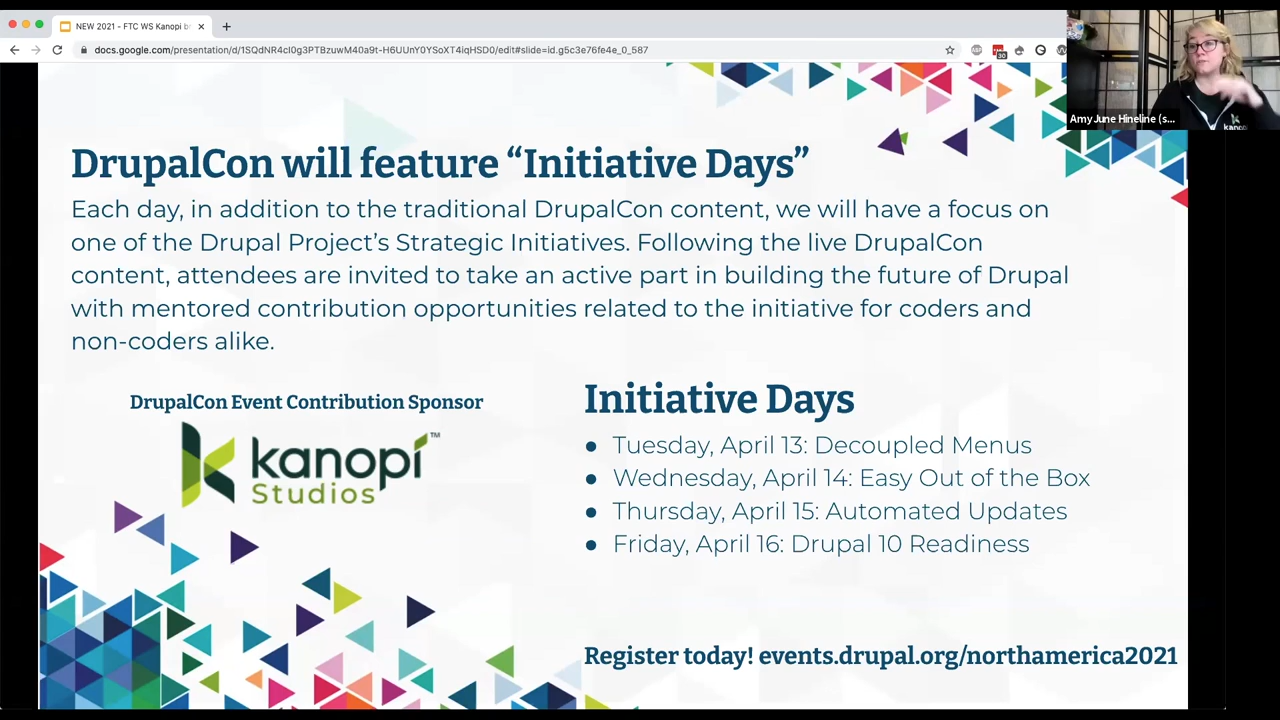 NEW 2021 - FTC WS Kanopi br
docs.google.com/presentation/d/1SQdNR4cI0g3PTBzuwM40a9t-H6UUnY0YSoXT4iqHSD0/edit#slide=id.g5c3e76fe4e_0_587
30
Amy June Hineline (s...
kanopi
DrupalCon will feature “Initiative Days”
Each day, in addition to the traditional DrupalCon content, we will have a focus on
one of the Drupal Project’s Strategic Initiatives. Following the live DrupalCon
content, attendees are invited to take an active part in building the future of Drupal
with mentored contribution opportunities related to the initiative for coders and
non-coders alike.
DrupalCon Event Contribution Sponsor
kanopi™
Studios
Initiative Days
● Tuesday, April 13: Decoupled Menus
● Wednesday, April 14: Easy Out of the Box
● Thursday, April 15: Automated Updates
● Friday, April 16: Drupal 10 Readiness
Register today! events.drupal.org/northamerica2021